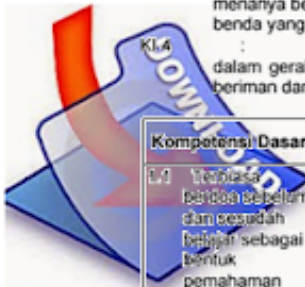 menanya be
benda yang
KI.4
:
dalam gerak
beriman dan
DOWNLOAD
Kompetensi Dasar
1.1 Terbiasa
berdoa sebelum
dan sesudah
belajar sebagai
bentuk
pemahaman